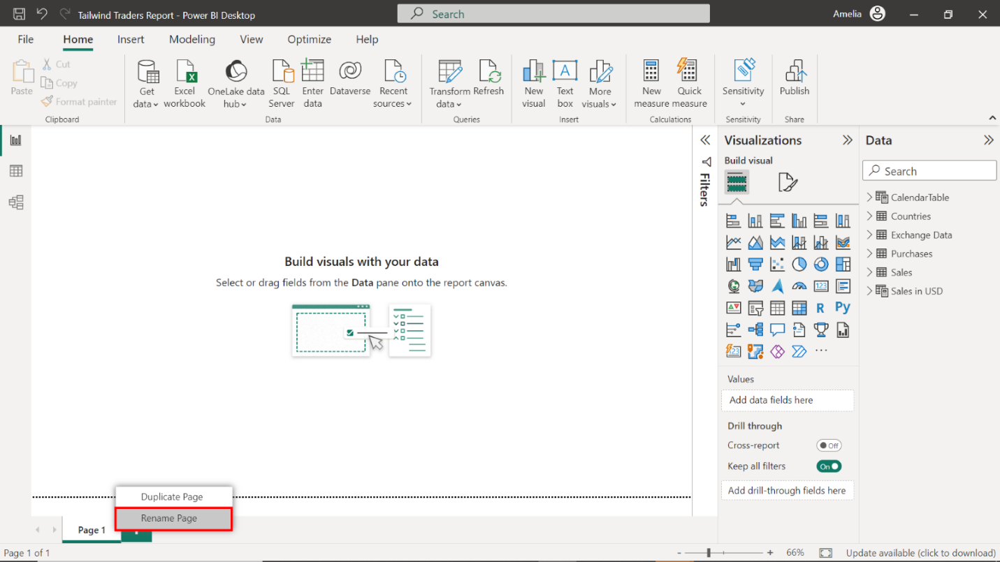 Tailwind Traders Report - Power BI Desktop
Search
Amelia
File
Home
Insert
Modeling
View
Optimize
Help
Paste
Cut
Copy
Format painter
Clipboard
Get
data
Excel
workbook
OneLake data
hub
SQL
Server
Enter
data
Dataverse
Recent
sources
Data
Transform
data
Refresh
Queries
New
visual
Text
box
More
visuals
Insert
New
measure
Quick
measure
Calculations
Sensitivity
Sensitivity
Publish
Share
Build visuals with your data
Select or drag fields from the Data pane onto the report canvas.
Filters
Visualizations
Build visual
123
R
Py
123
Values
Add data fields here
Drill through
Cross-report
Off
Keep all filters
On
Add drill-through fields here
Data
Search
CalendarTable
Countries
Exchange Data
Purchases
Sales
Sales in USD
Duplicate Page
Rename Page
Page 1
Page 1 of 1
- + 66%
Update available (click to download)